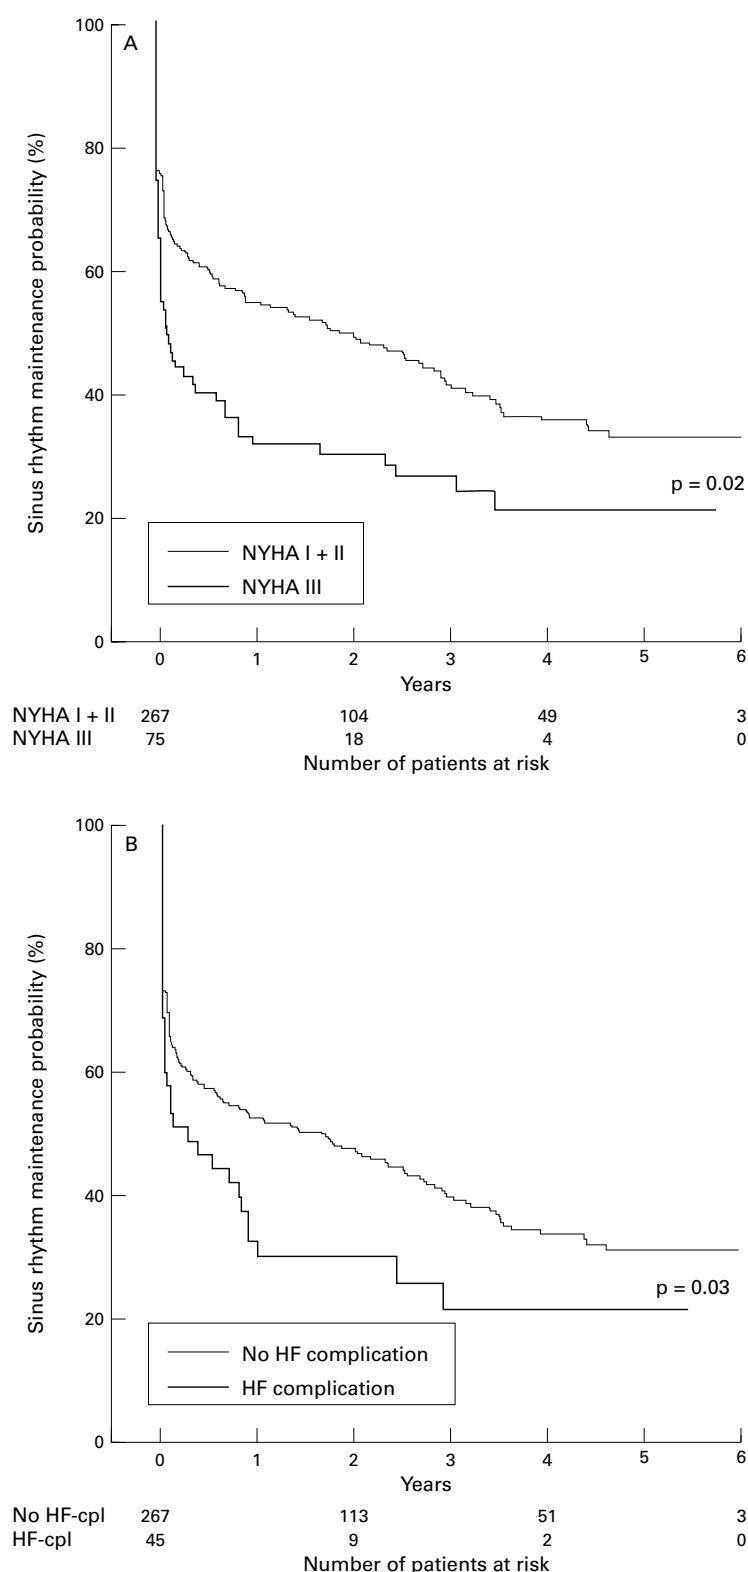 100
A
80
60
40
20
0
Sinus rhythm maintenance probability (%)
p = 0.02
NYHA I + II
NYHA III
0 1 2 3 4 5 6
Years
NYHA I + II 267 104 49 3
NYHA III 75 18 4 0
Number of patients at risk
100
B
80
60
40
20
0
Sinus rhythm maintenance probability (%)
p = 0.03
No HF complication
HF complication
0 1 2 3 4 5 6
Years
No HF-cpl 267 113 51 3
HF-cpl 45 9 2 0
Number of patients at risk